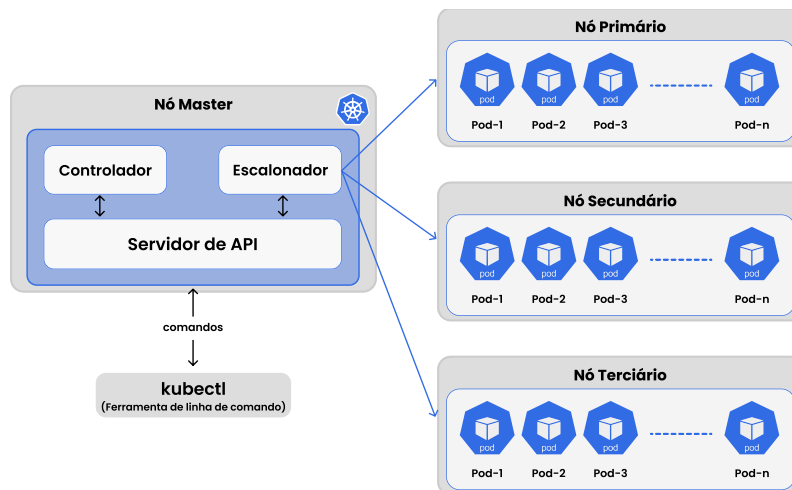 Nó Master
Controlador
Escalonador
Servidor de API
comandos
kubectl
(Ferramenta de linha de comando)
Nó Primário
pod pod pod pod
Pod-1 Pod-2 Pod-3 Pod-n
Nó Secundário
pod pod pod pod
Pod-1 Pod-2 Pod-3 Pod-n
Nó Terciário
pod pod pod pod
Pod-1 Pod-2 Pod-3 Pod-n